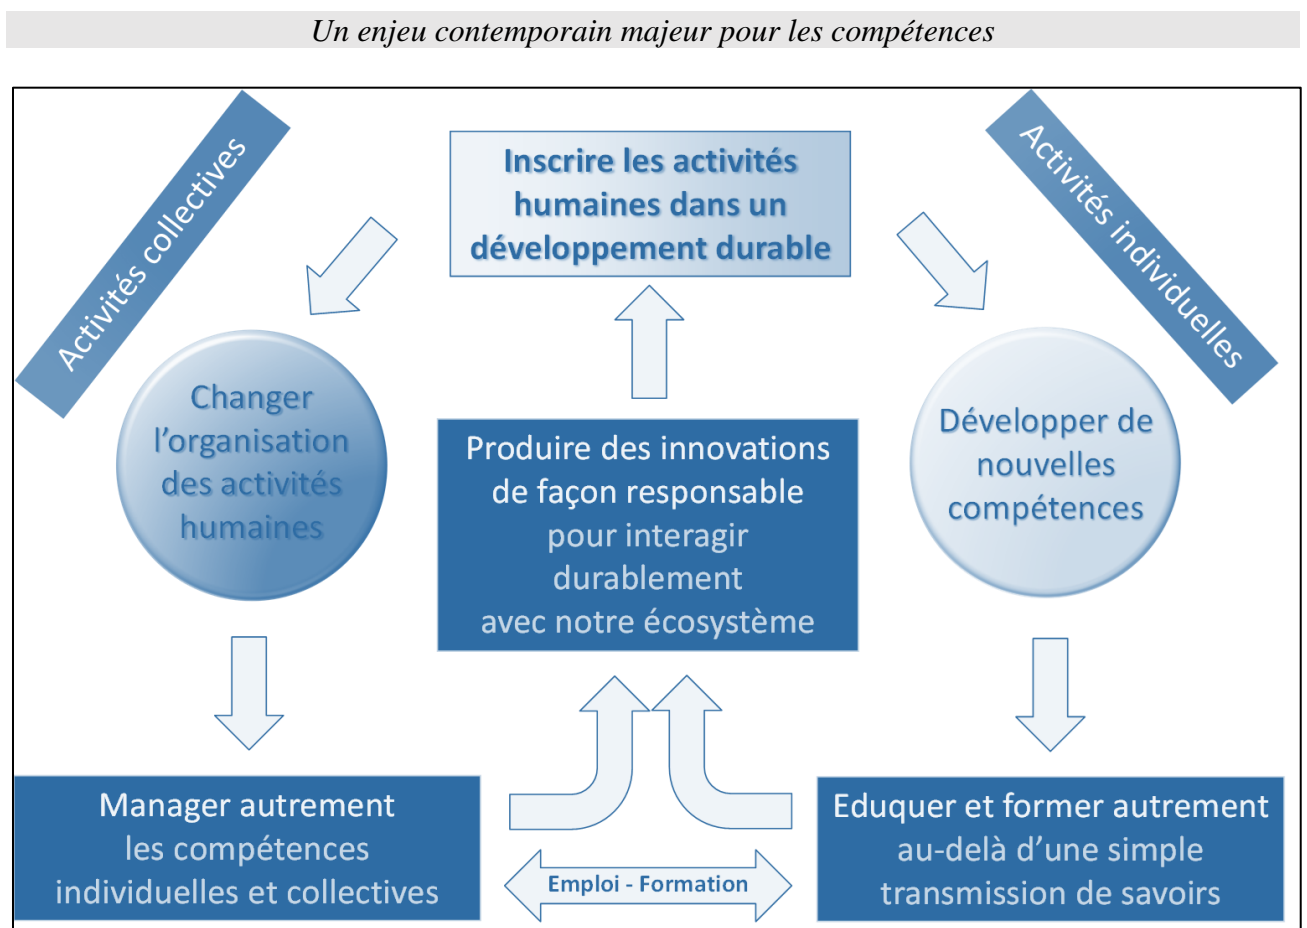 Un enjeu contemporain majeur pour les compétences
Activités collectives
Inscrire les activités
humaines dans un
développement durable
Activités individuelles
Changer
l’organisation
des activités
humaines
Produire des innovations
de façon responsable
pour interagir
durablement
avec notre écosystème
Développer de
nouvelles
compétences
Manager autrement
les compétences
individuelles et collectives
Emploi - Formation
Eduquer et former autrement
au-delà d’une simple
transmission de savoirs